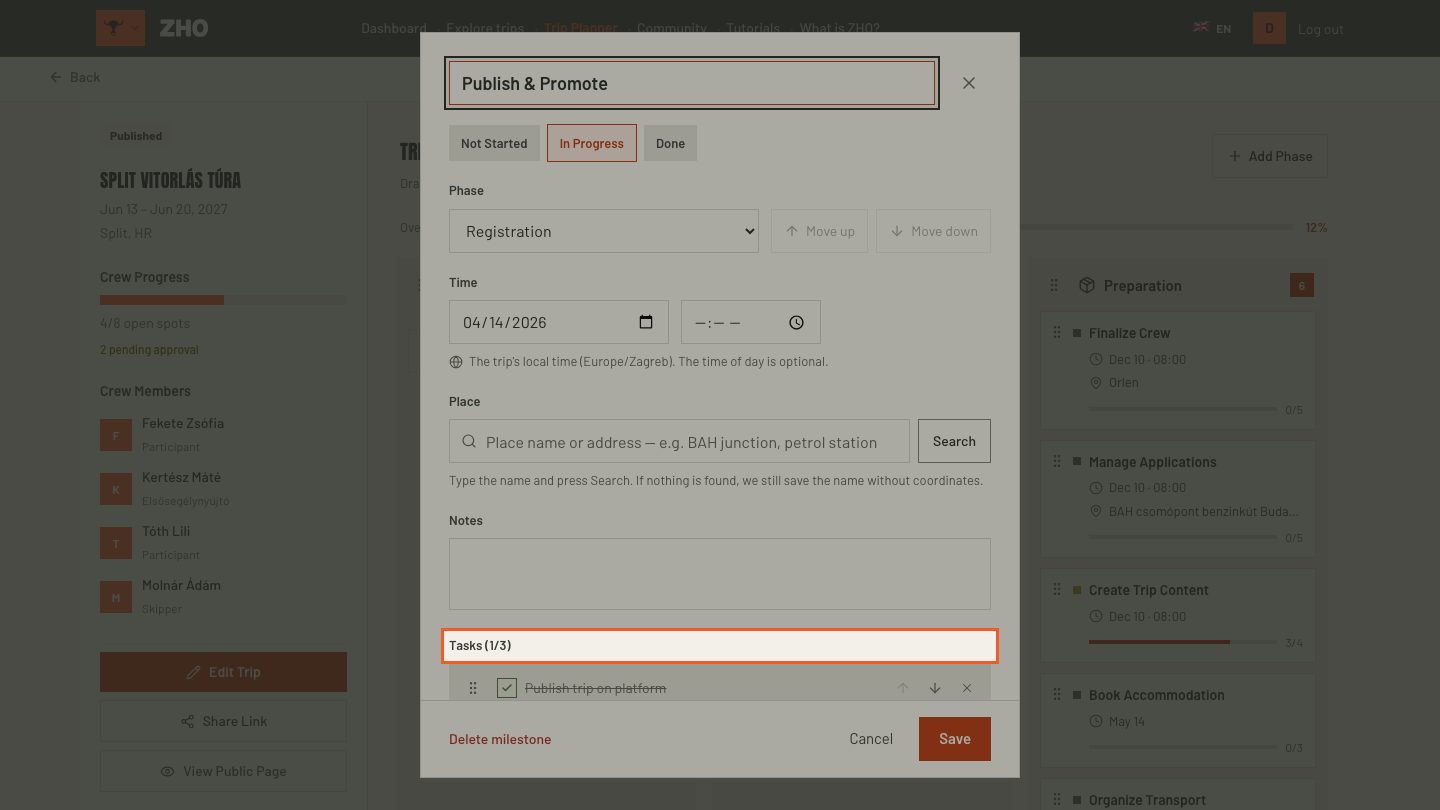 ZHO
Dashboard · Explore trips · Trip Planner · Community · Tutorials · What is ZHO?
EN
D
Log out
Back
Published
SPLIT VITORLÁS TÚRA
Jun 13 – Jun 20, 2027
Split, HR
Crew Progress
4/8 open spots
2 pending approval
Crew Members
F
Fekete Zsófia
Participant
K
Kertész Máté
Elsősegélynyújtó
T
Tóth Lili
Participant
M
Molnár Ádám
Skipper
Edit Trip
Share Link
View Public Page
Publish & Promote
Not Started
In Progress
Done
Phase
Registration
Move up
Move down
Time
04/14/2026
--:-- --
The trip's local time (Europe/Zagreb). The time of day is optional.
Place
Place name or address — e.g. BAH junction, petrol station
Search
Type the name and press Search. If nothing is found, we still save the name without coordinates.
Notes
Tasks (1/3)
Publish trip on platform
Delete milestone
Cancel
Save
Add Phase
12%
Preparation
6
Finalize Crew
Dec 10 · 08:00
Orlen
0/5
Manage Applications
Dec 10 · 08:00
BAH csomópont benzinkút Buda...
0/5
Create Trip Content
Dec 10 · 08:00
3/4
Book Accommodation
May 14
0/3
Organize Transport